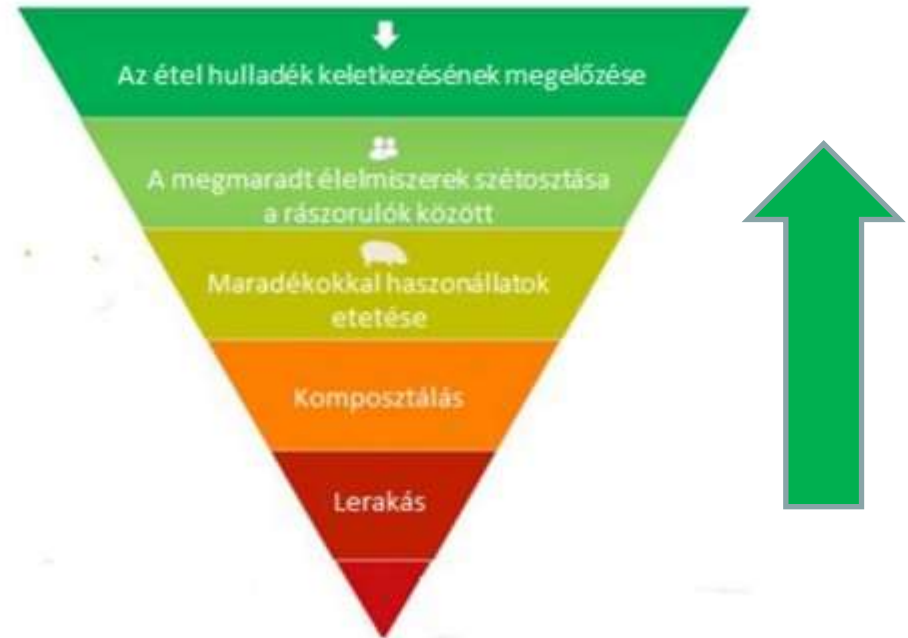 Az étel hulladék keletkezésének megelőzése
A megmaradt élelmiszerek szétosztása
a rászorulók között
Maradékokkal haszonállatok
etetése
Komposztálás
Lerakás